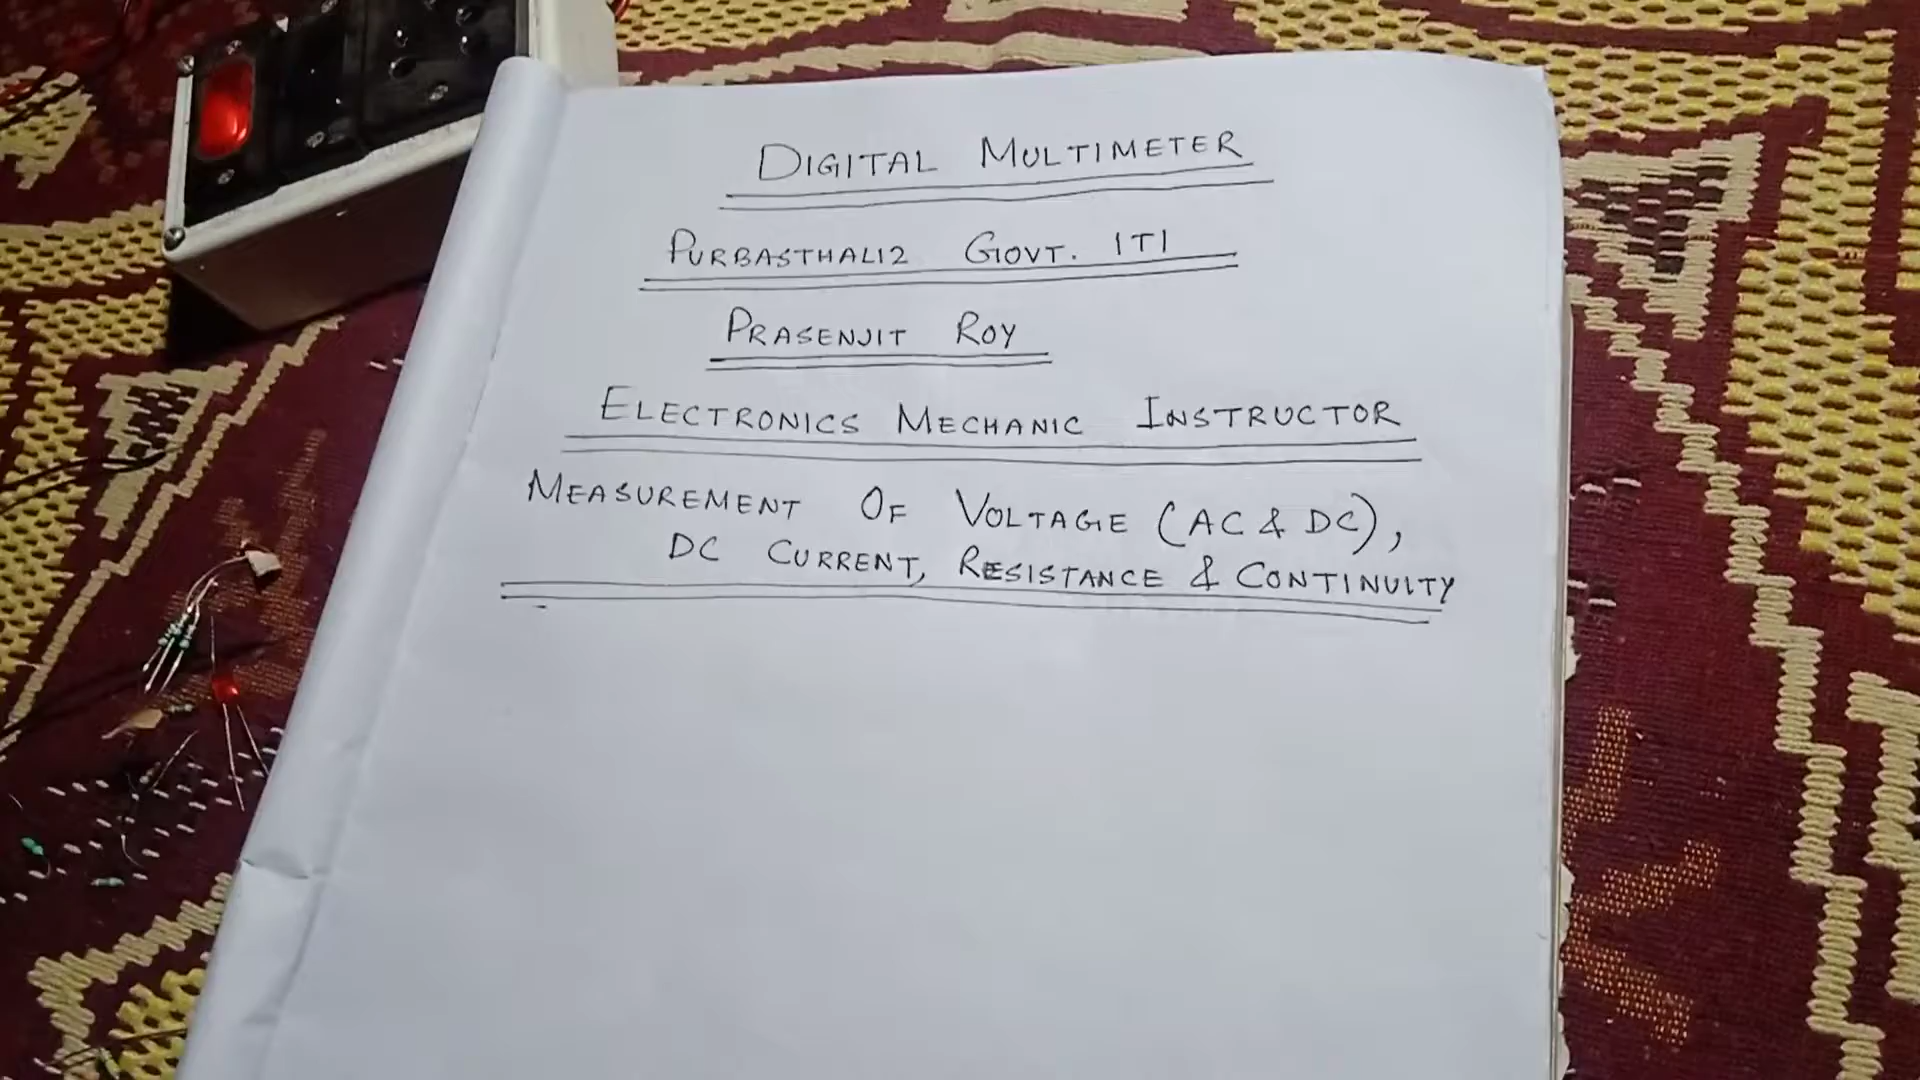 DIGITAL MULTIMETER
PURBASTHALI2 GOVT. ITI
PRASENJIT ROY
ELECTRONICS MECHANIC INSTRUCTOR
MEASUREMENT OF VOLTAGE (AC & DC),
DC CURRENT, RESISTANCE & CONTINUITY